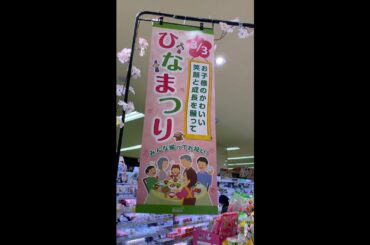 3/3
ひなまつり
お子様のかわいい
笑顔と成長を願って
みんな揃ってお祝い!